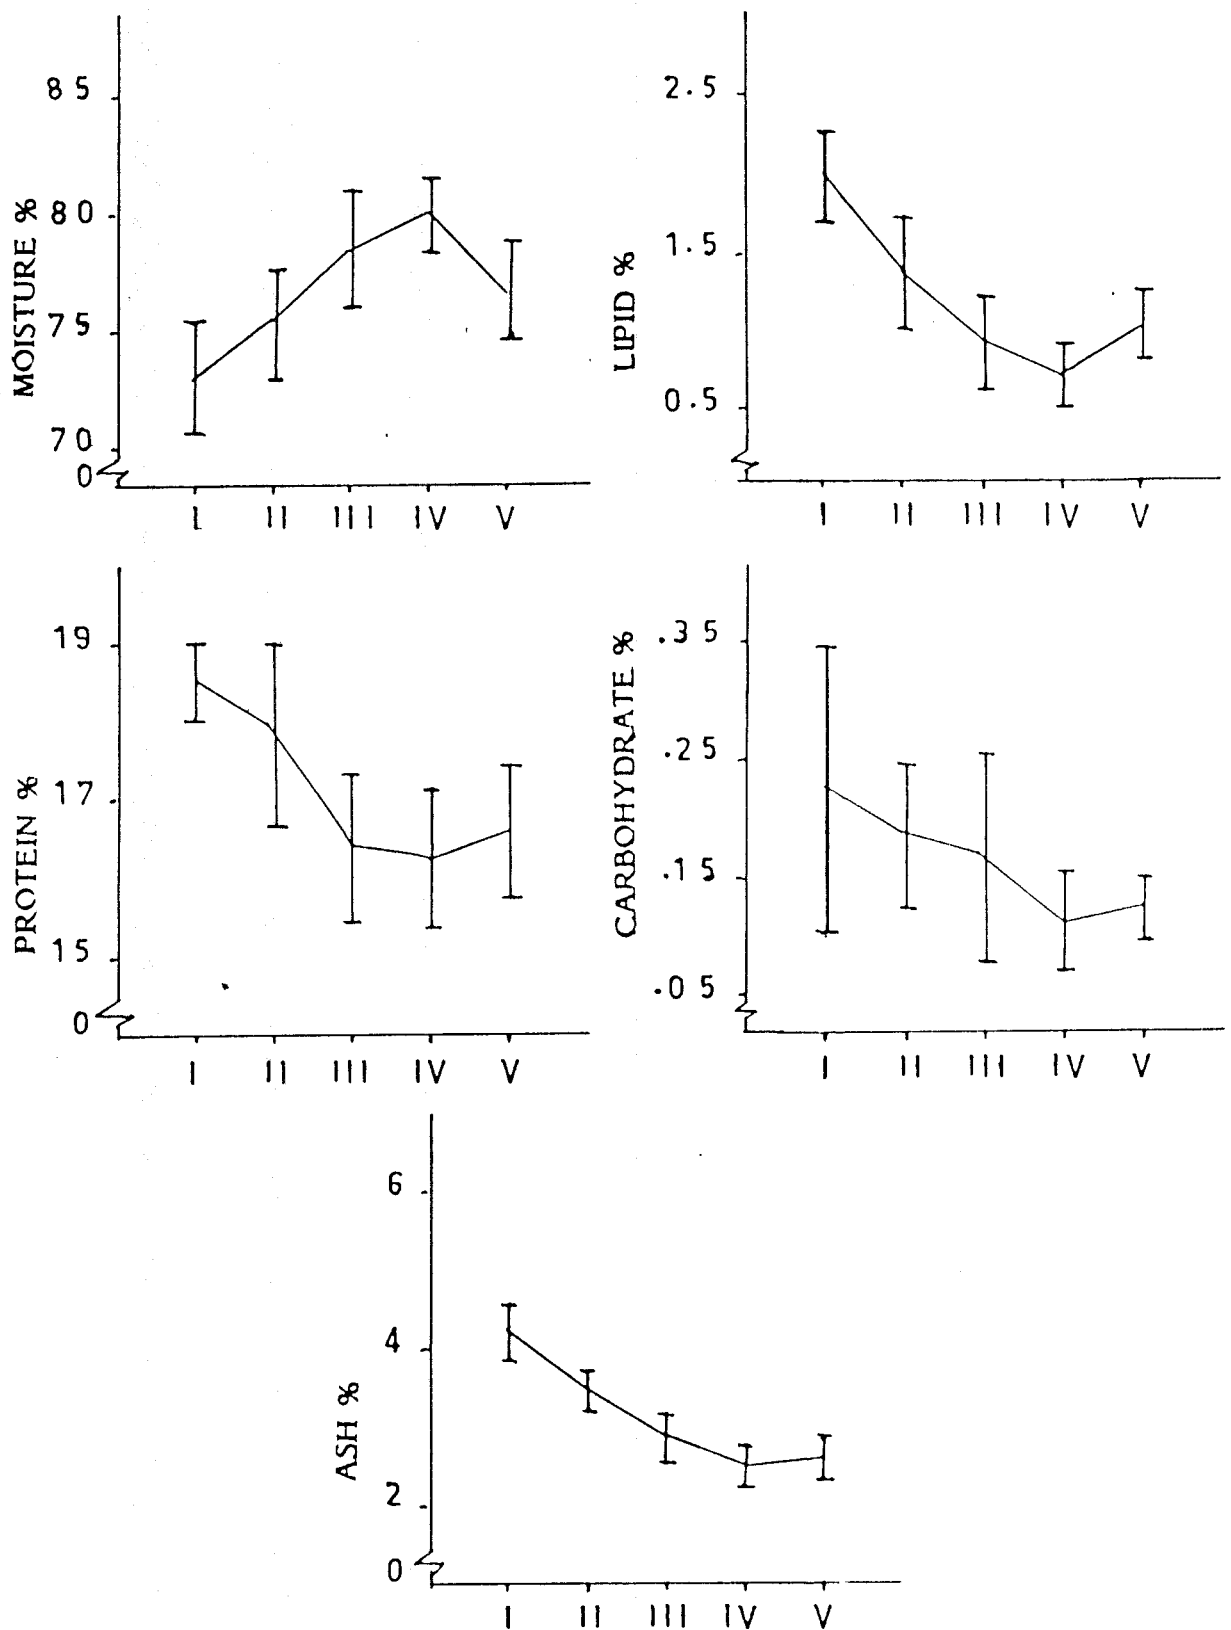 MOISTURE %
85
80
75
70
0
I II III IV V
LIPID %
2.5
1.5
0.5
I II III IV V
PROTEIN %
19
17
15
0
I II III IV V
CARBOHYDRATE %
.35
.25
.15
.05
I II III IV V
ASH %
6
4
2
0
I II III IV V